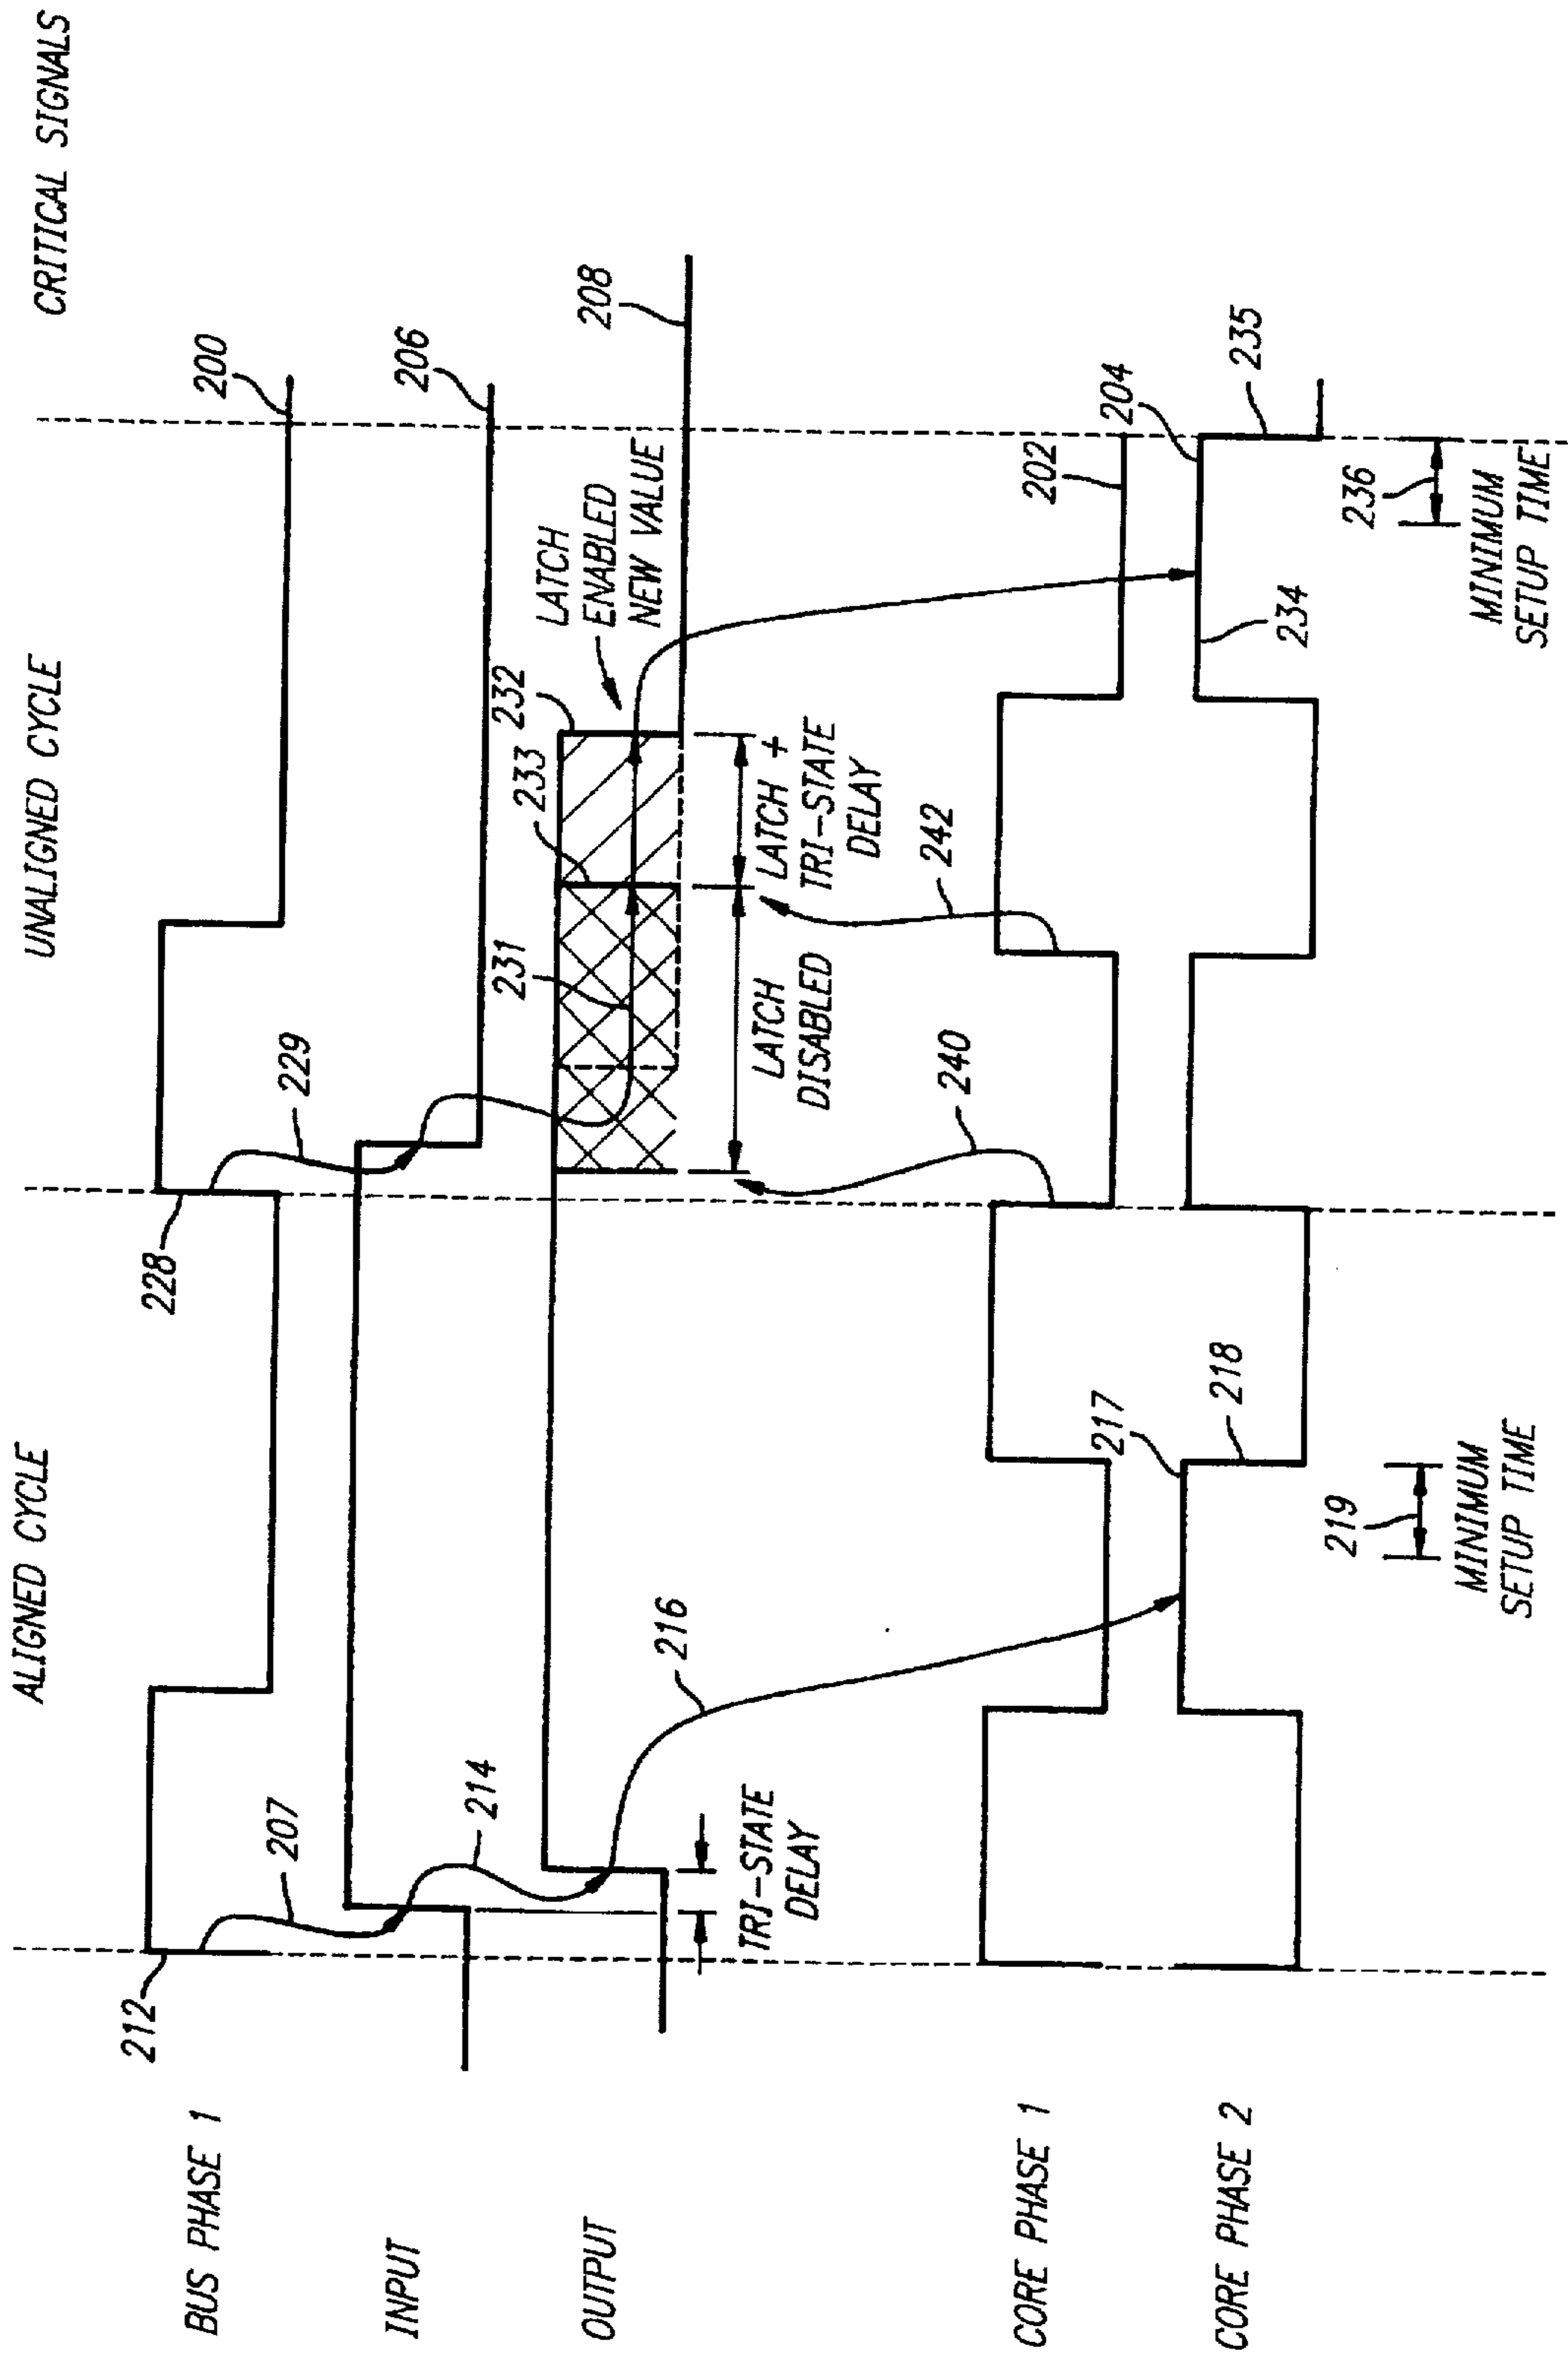 CRITICAL SIGNALS
ALIGNED CYCLE
UNALIGNED CYCLE
BUS PHASE 1
212
207
228
229
200
INPUT
214
206
OUTPUT
216
231
233
232
LATCH
ENABLED
NEW VALUE
208
TRI-STATE
DELAY
LATCH
DISABLED
LATCH +
TRI-STATE
DELAY
240
242
CORE PHASE 1
202
CORE PHASE 2
217
218
234
204
235
219
MINIMUM
SETUP TIME
236
MINIMUM
SETUP TIME